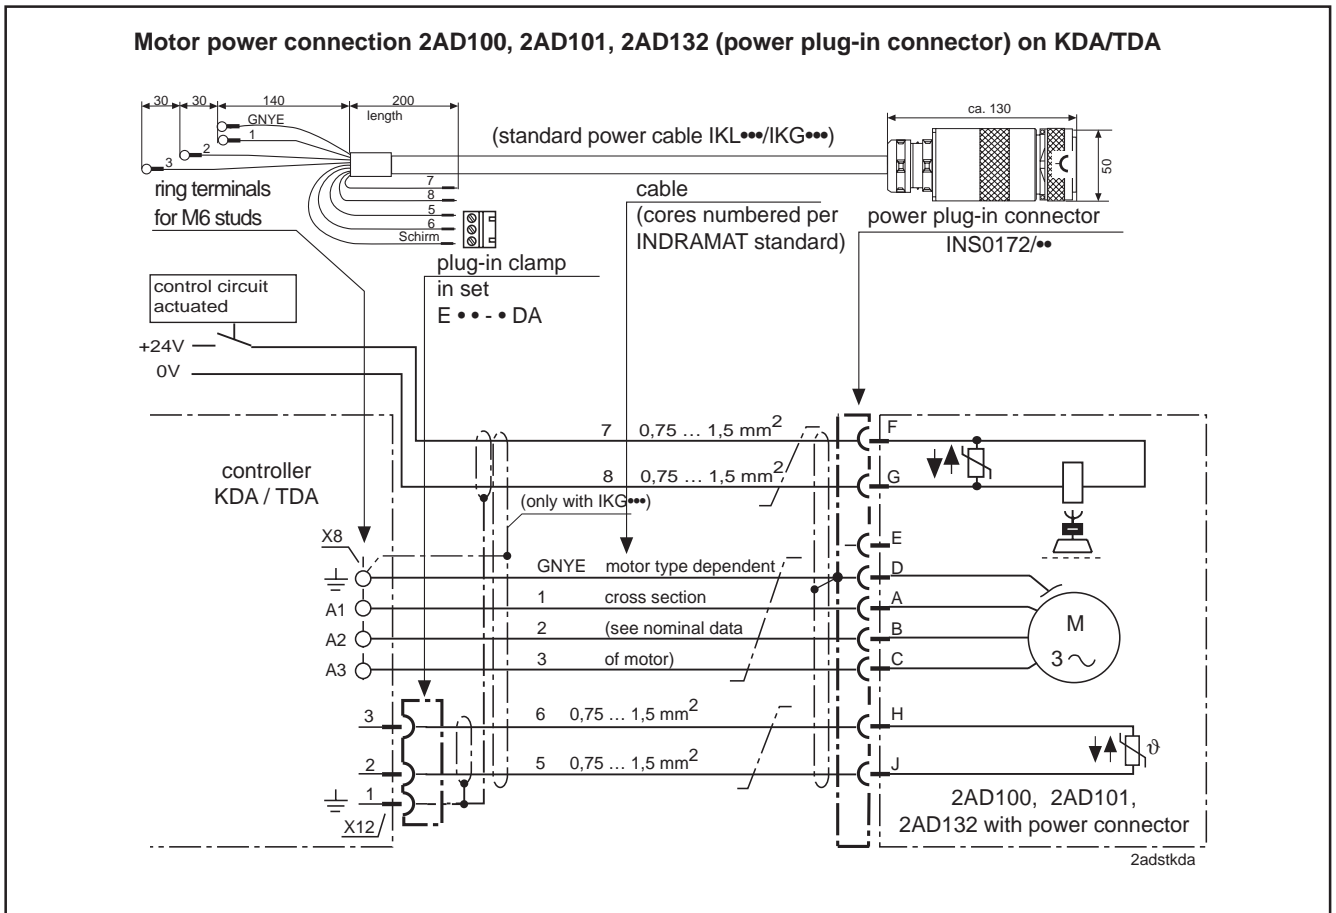 Motor power connection 2AD100, 2AD101, 2AD132 (power plug-in connector) on KDA/TDA
30
30
140
200
length
ca. 130
GNYE
1
2
3
(standard power cable IKL•••/IKG•••)
50
7
8
5
6
Schirm
ring terminals
for M6 studs
cable
(cores numbered per
INDRAMAT standard)
power plug-in connector
INS0172/••
plug-in clamp
in set
E • • - • DA
control circuit
actuated
+24V
0V
7 0,75 … 1,5 mm2
F
controller
KDA / TDA
8 0,75 … 1,5 mm2
G
(only with IKG•••)
X8
E
GNYE motor type dependent
D
A1
1 cross section
A
A2
2 (see nominal data
B
A3
3 of motor)
C
M
3
3
6 0,75 … 1,5 mm2
H
2
5 0,75 … 1,5 mm2
J
ϑ
1
X12
2AD100, 2AD101,
2AD132 with power connector
2adstkda